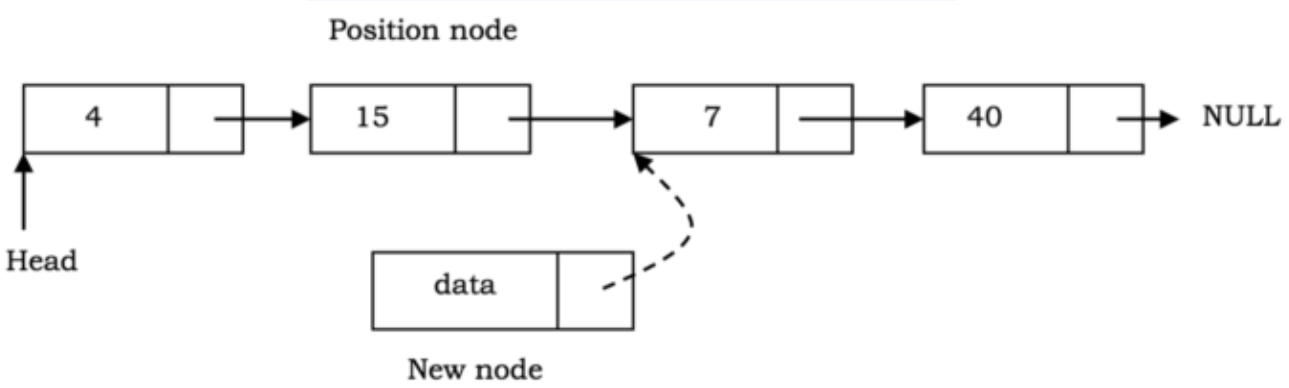 Position node
4
15
7
40
NULL
Head
data
New node